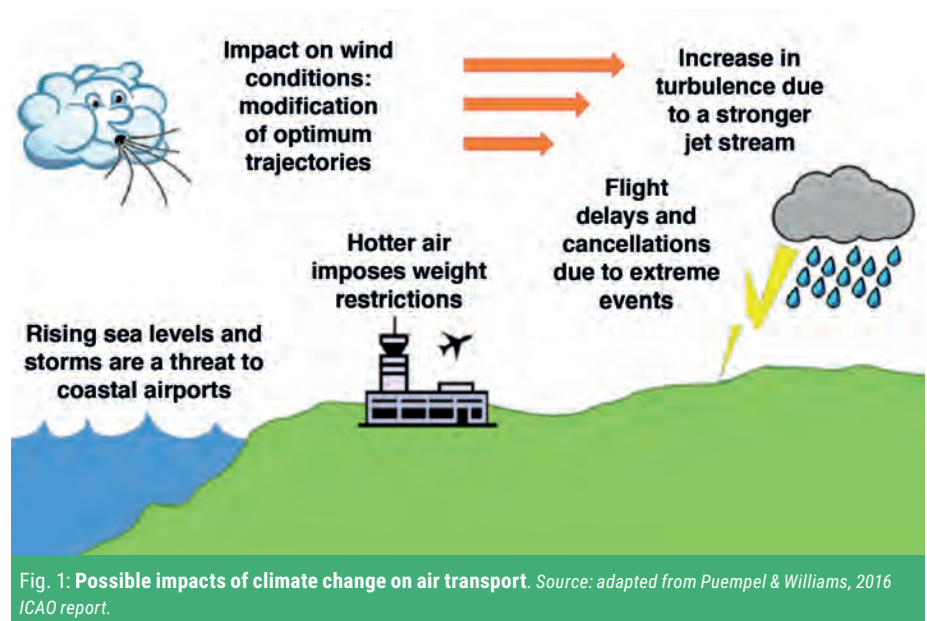 Impact on wind
conditions:
modification
of optimum
trajectories
Increase in
turbulence due
to a stronger
jet stream
Flight
delays and
cancellations
due to extreme
events
Hotter air
imposes weight
restrictions
Rising sea levels and
storms are a threat to
coastal airports
Fig. 1: Possible impacts of climate change on air transport. Source: adapted from Puempel & Williams, 2016
ICAO report.